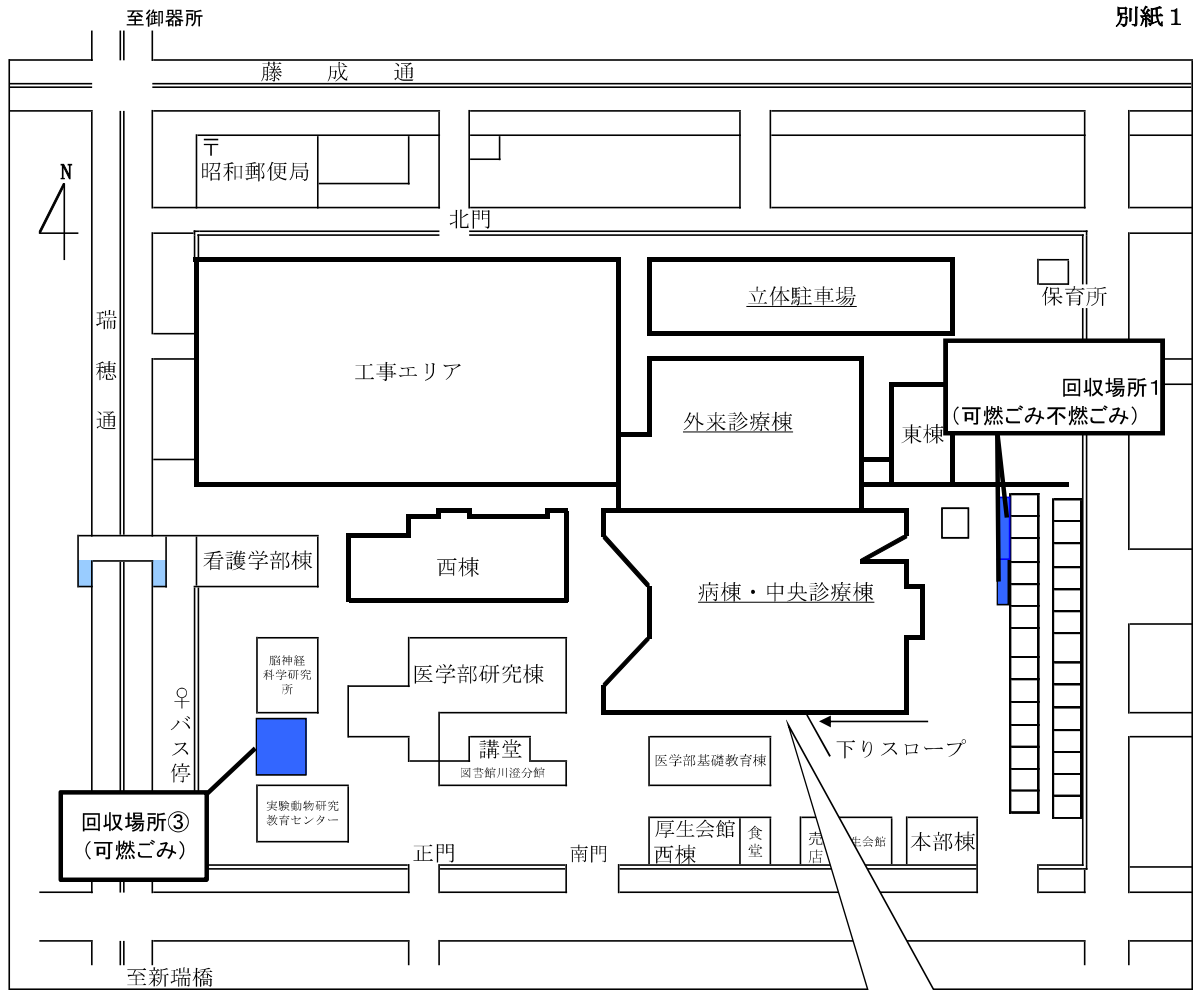 至御器所
別紙１
藤成通
〒
昭和郵便局
N
北門
立体駐車場
保育所
瑞穂通
工事エリア
回収場所1
（可燃ごみ不燃ごみ）
外来診療棟
東棟
看護学部棟
西棟
病棟・中央診療棟
脳神経
科学研究
所
医学部研究棟
バス停
下りスロープ
講堂
図書館川澄分館
医学部基礎教育棟
回収場所③
（可燃ごみ）
実験動物研究
教育センター
厚生会館
西棟
食堂
売店
生会館
本部棟
正門
南門
至新瑞橋